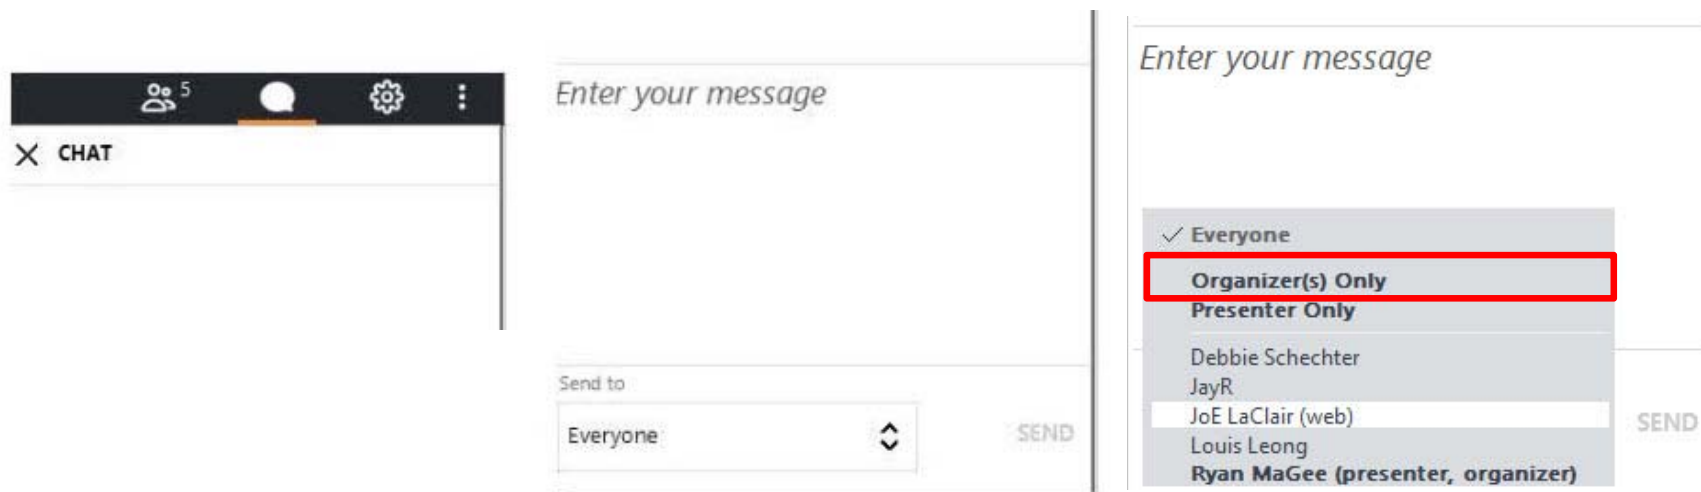 5
CHAT
Enter your message
Send to
Everyone
SEND
Enter your message
Everyone
Organizer(s) Only
Presenter Only
Debbie Schechter
JayR
JoE LaClair (web)
Louis Leong
Ryan MaGee (presenter, organizer)
SEND